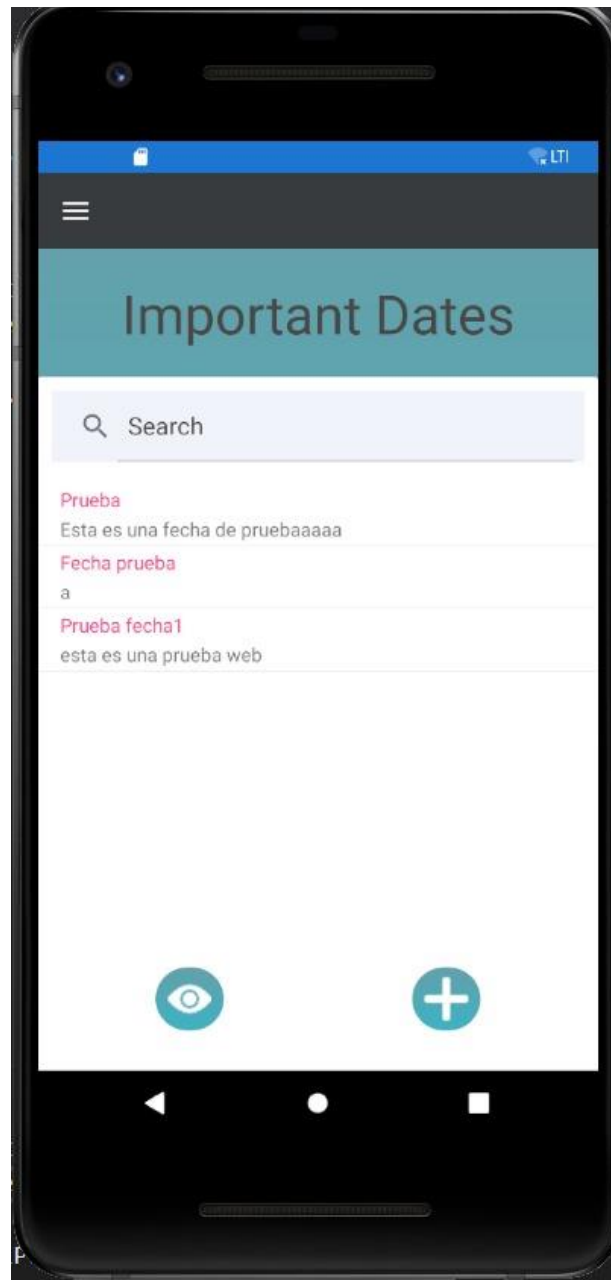 LTE
Important Dates
Search
Prueba
Esta es una fecha de pruebaaaaa
Fecha prueba
a
Prueba fecha1
esta es una prueba web